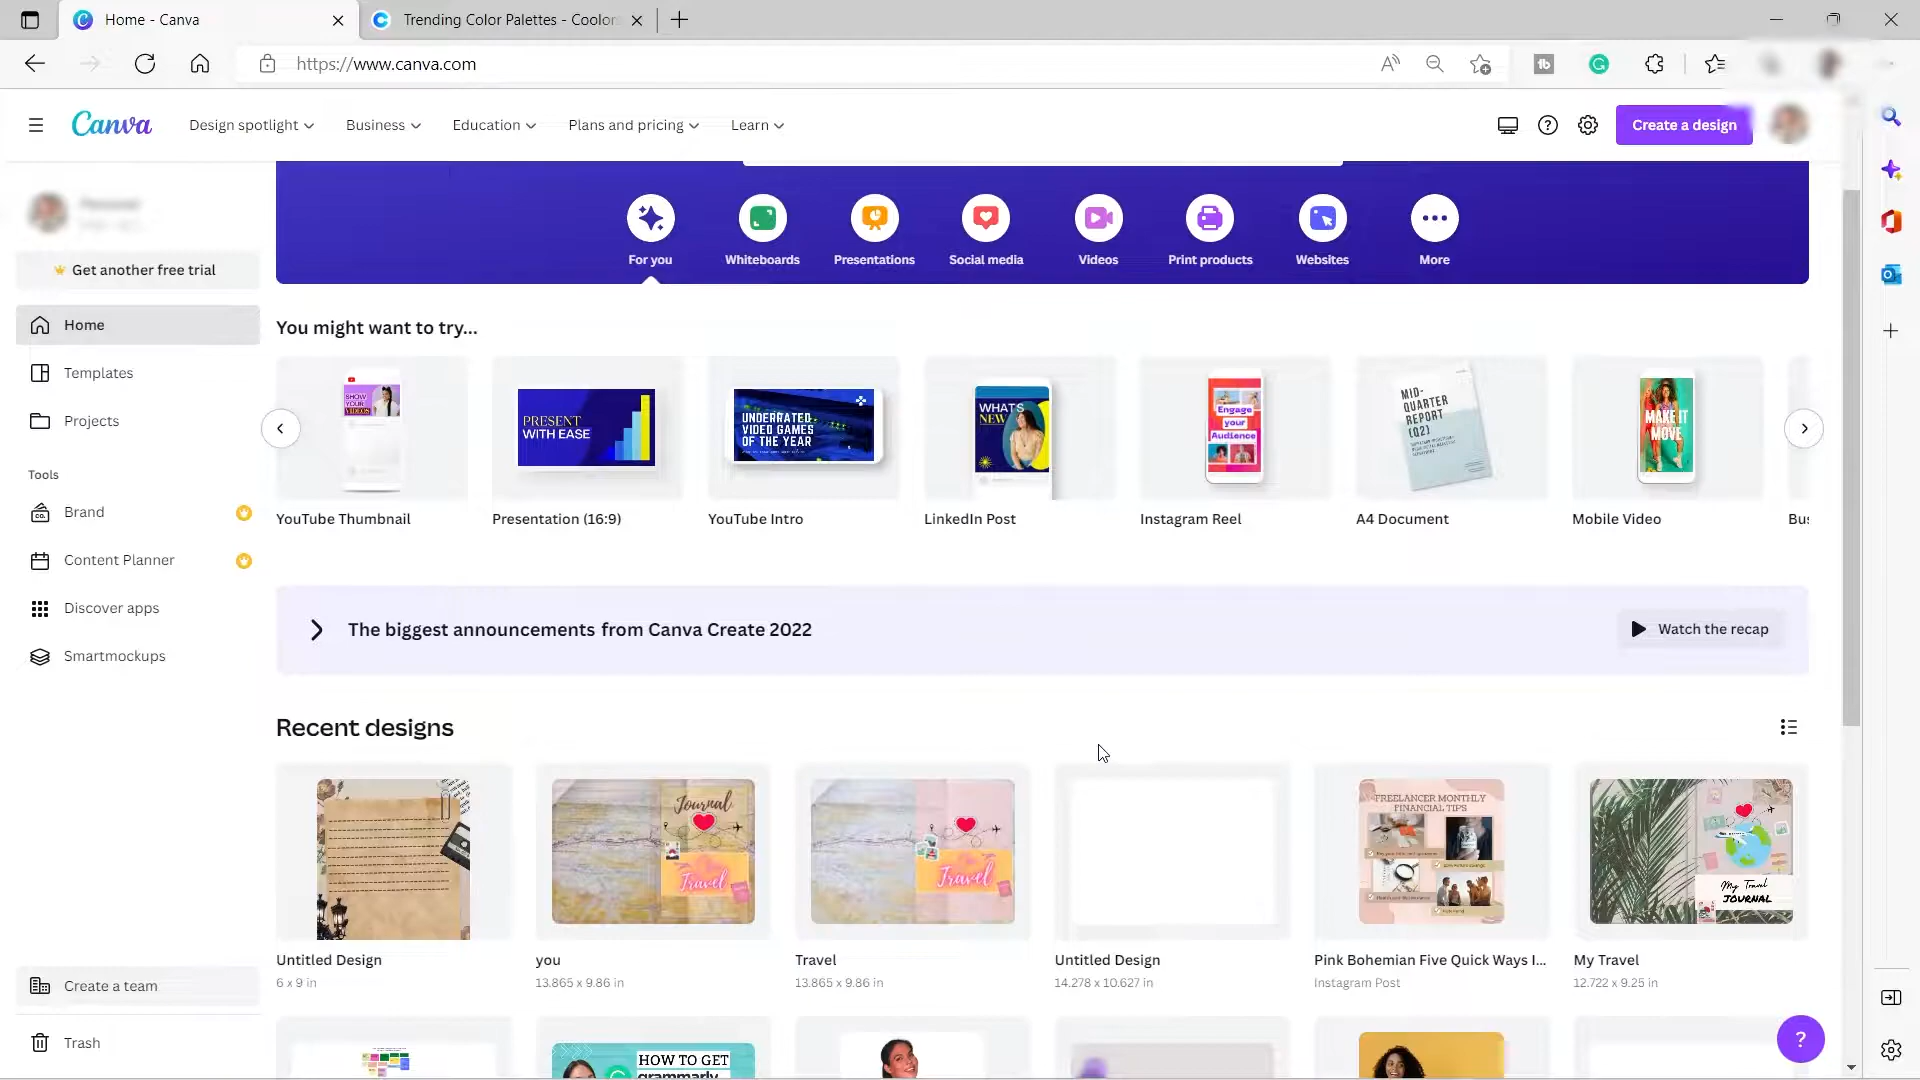 Home - Canva
Trending Color Palettes - Coolors
https://www.canva.com
Canva
Design spotlight
Business
Education
Plans and pricing
Learn
Create a design
Get another free trial
Home
Templates
Projects
Tools
Brand
Content Planner
Discover apps
Smartmockups
Create a team
Trash
For you
Whiteboards
Presentations
Social media
Videos
Print products
Websites
More
You might want to try...
SHOW
YOUR
VIDEOS
PRESENT
WITH EASE
UNDERRATED
VIDEO GAMES
OF THE YEAR
WHAT'S
NEW
Engage
your
Audience
MID-
QUARTER
REPORT
(Q2)
MAKE IT
MOVE
YouTube Thumbnail
Presentation (16:9)
YouTube Intro
LinkedIn Post
Instagram Reel
A4 Document
Mobile Video
Bus
The biggest announcements from Canva Create 2022
Watch the recap
Recent designs
Journal
Travel
Travel
FREELANCER MONTHLY
FINANCIAL TIPS
My Travel
JOURNAL
Untitled Design
6 x 9 in
you
13.865 x 9.86 in
Travel
13.865 x 9.86 in
Untitled Design
14.278 x 10.627 in
Pink Bohemian Five Quick Ways I...
Instagram Post
My Travel
12.722 x 9.25 in
HOW TO GET
grammarly
?